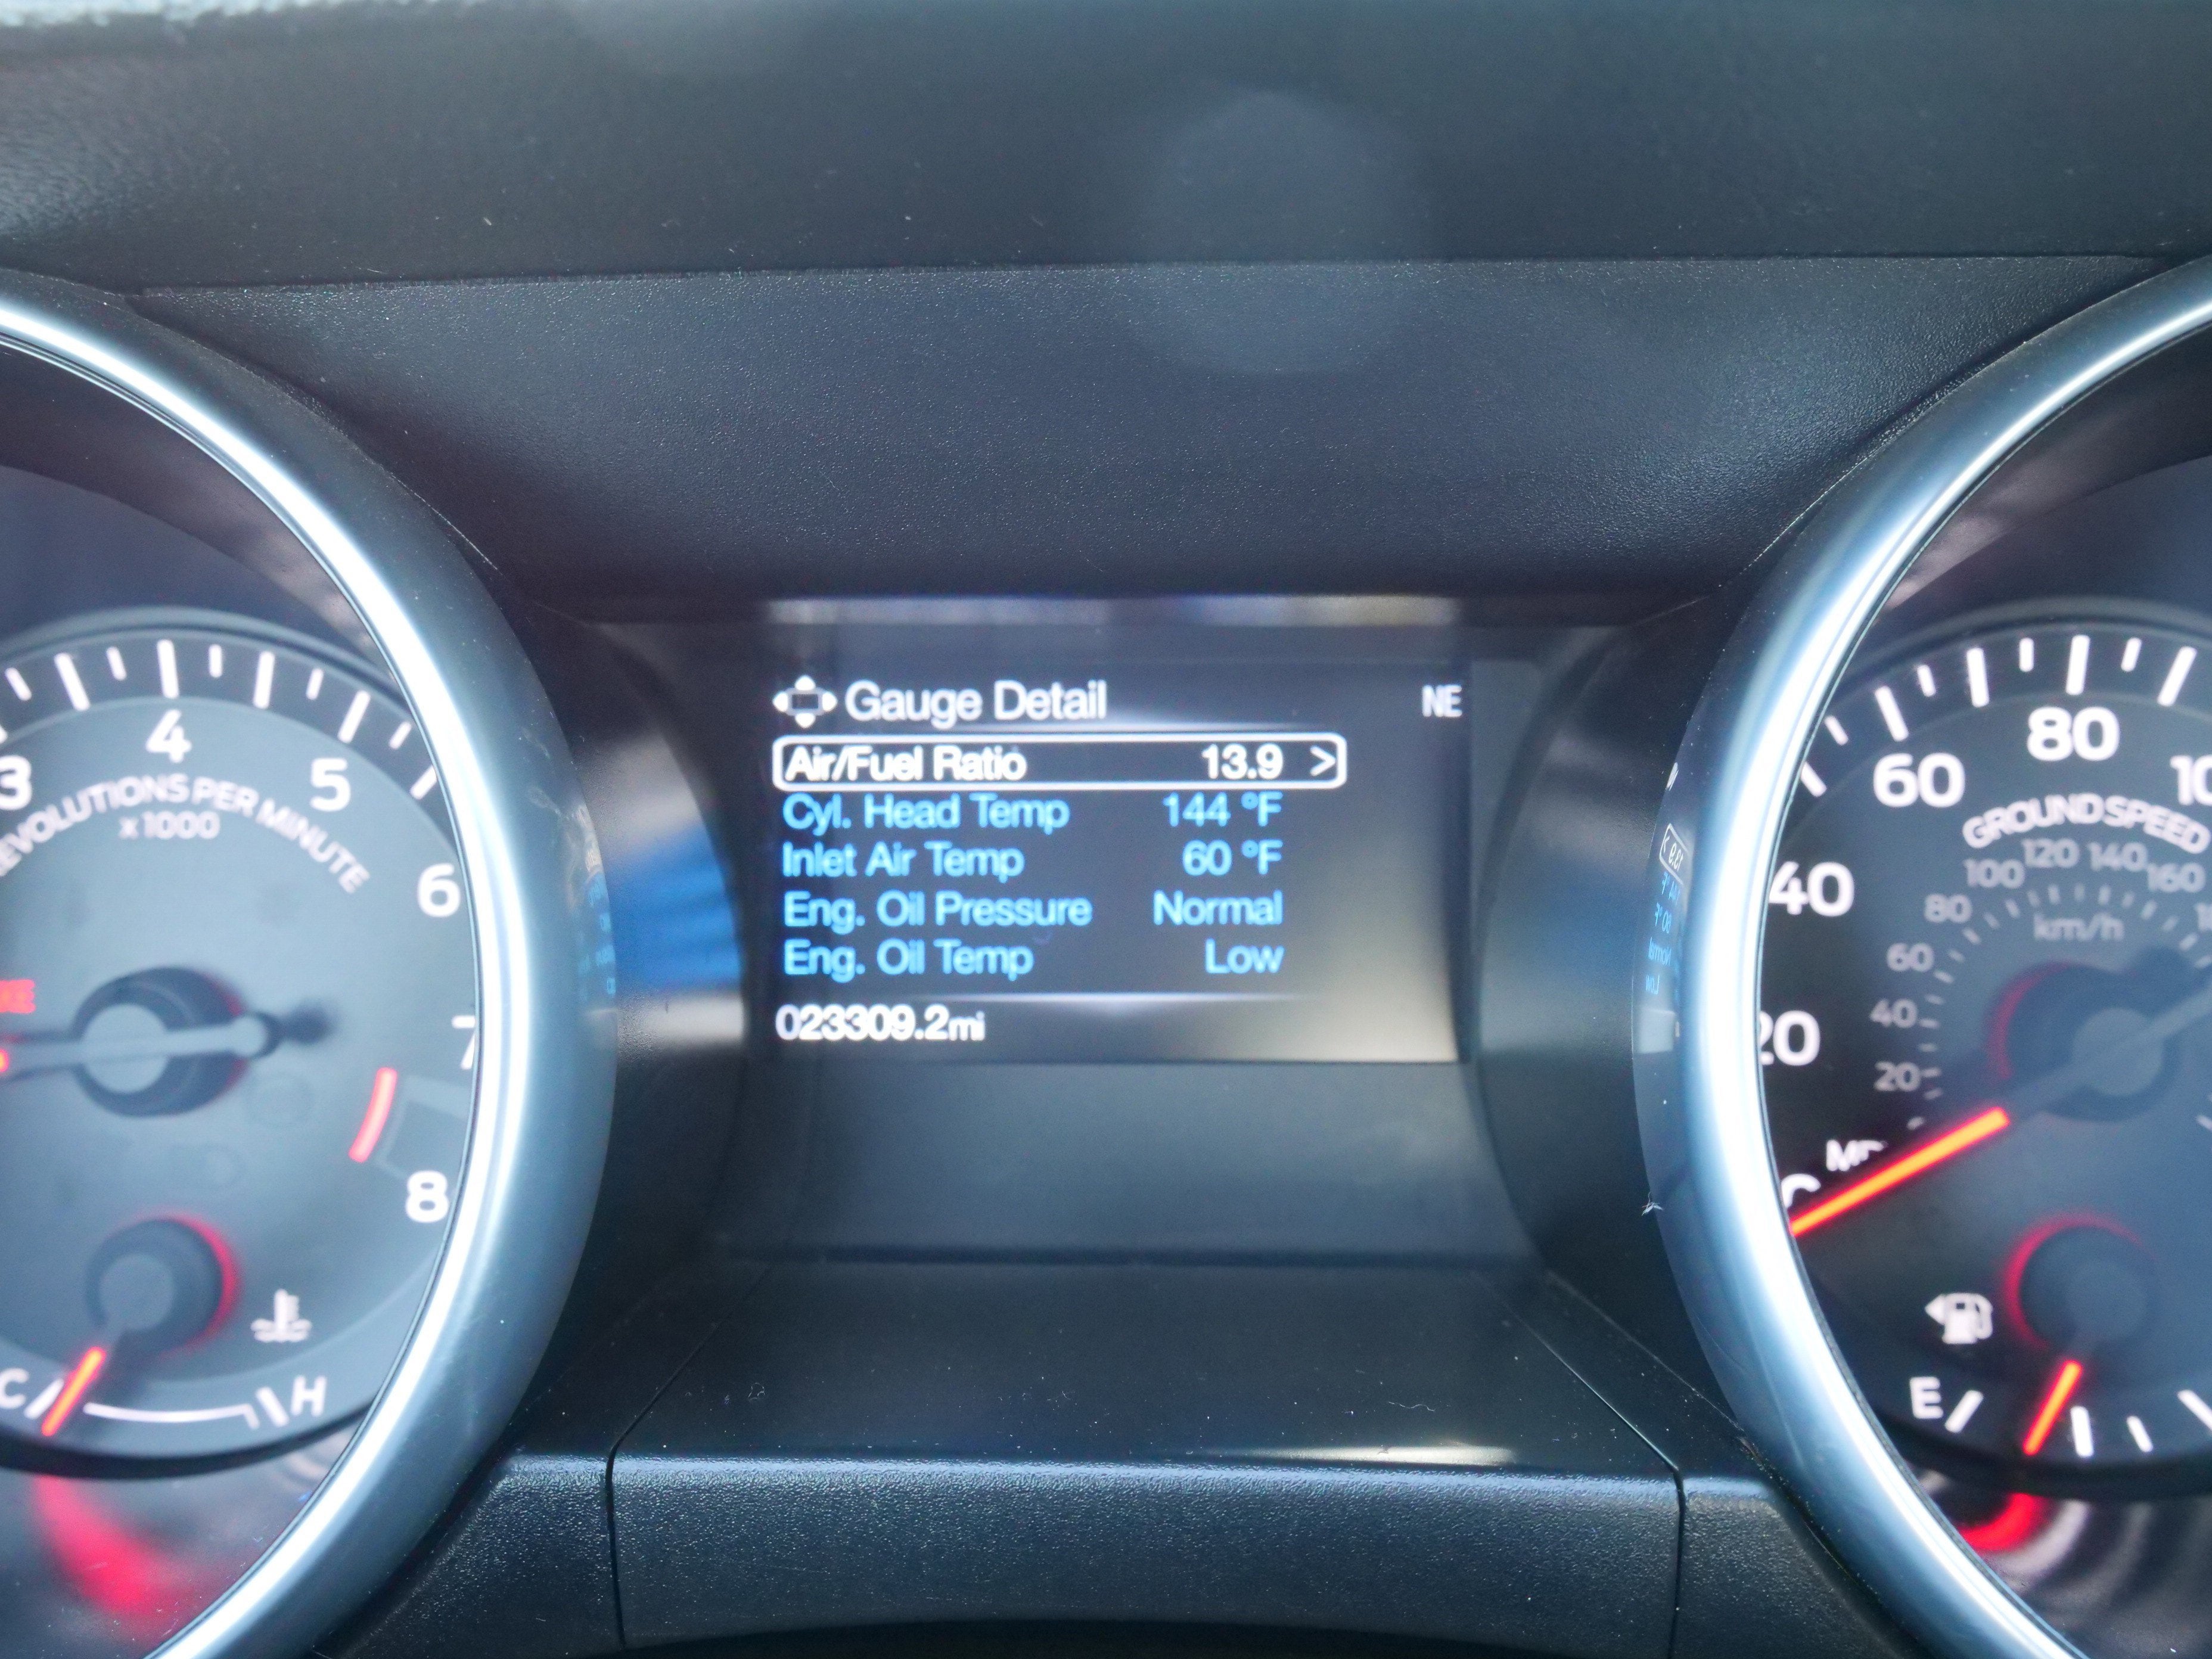 Gauge Detail NE
Air/Fuel Ratio 13.9 >
Cyl. Head Temp 144 °F
Inlet Air Temp 60 °F
Eng. Oil Pressure Normal
Eng. Oil Temp Low
023309.2mi
3 4 5 6 7 8
REVOLUTIONS PER MINUTE
x1000
C H
20 40 60 80
GROUND SPEED
20 40 60 80 100 120 140 160
km/h
E